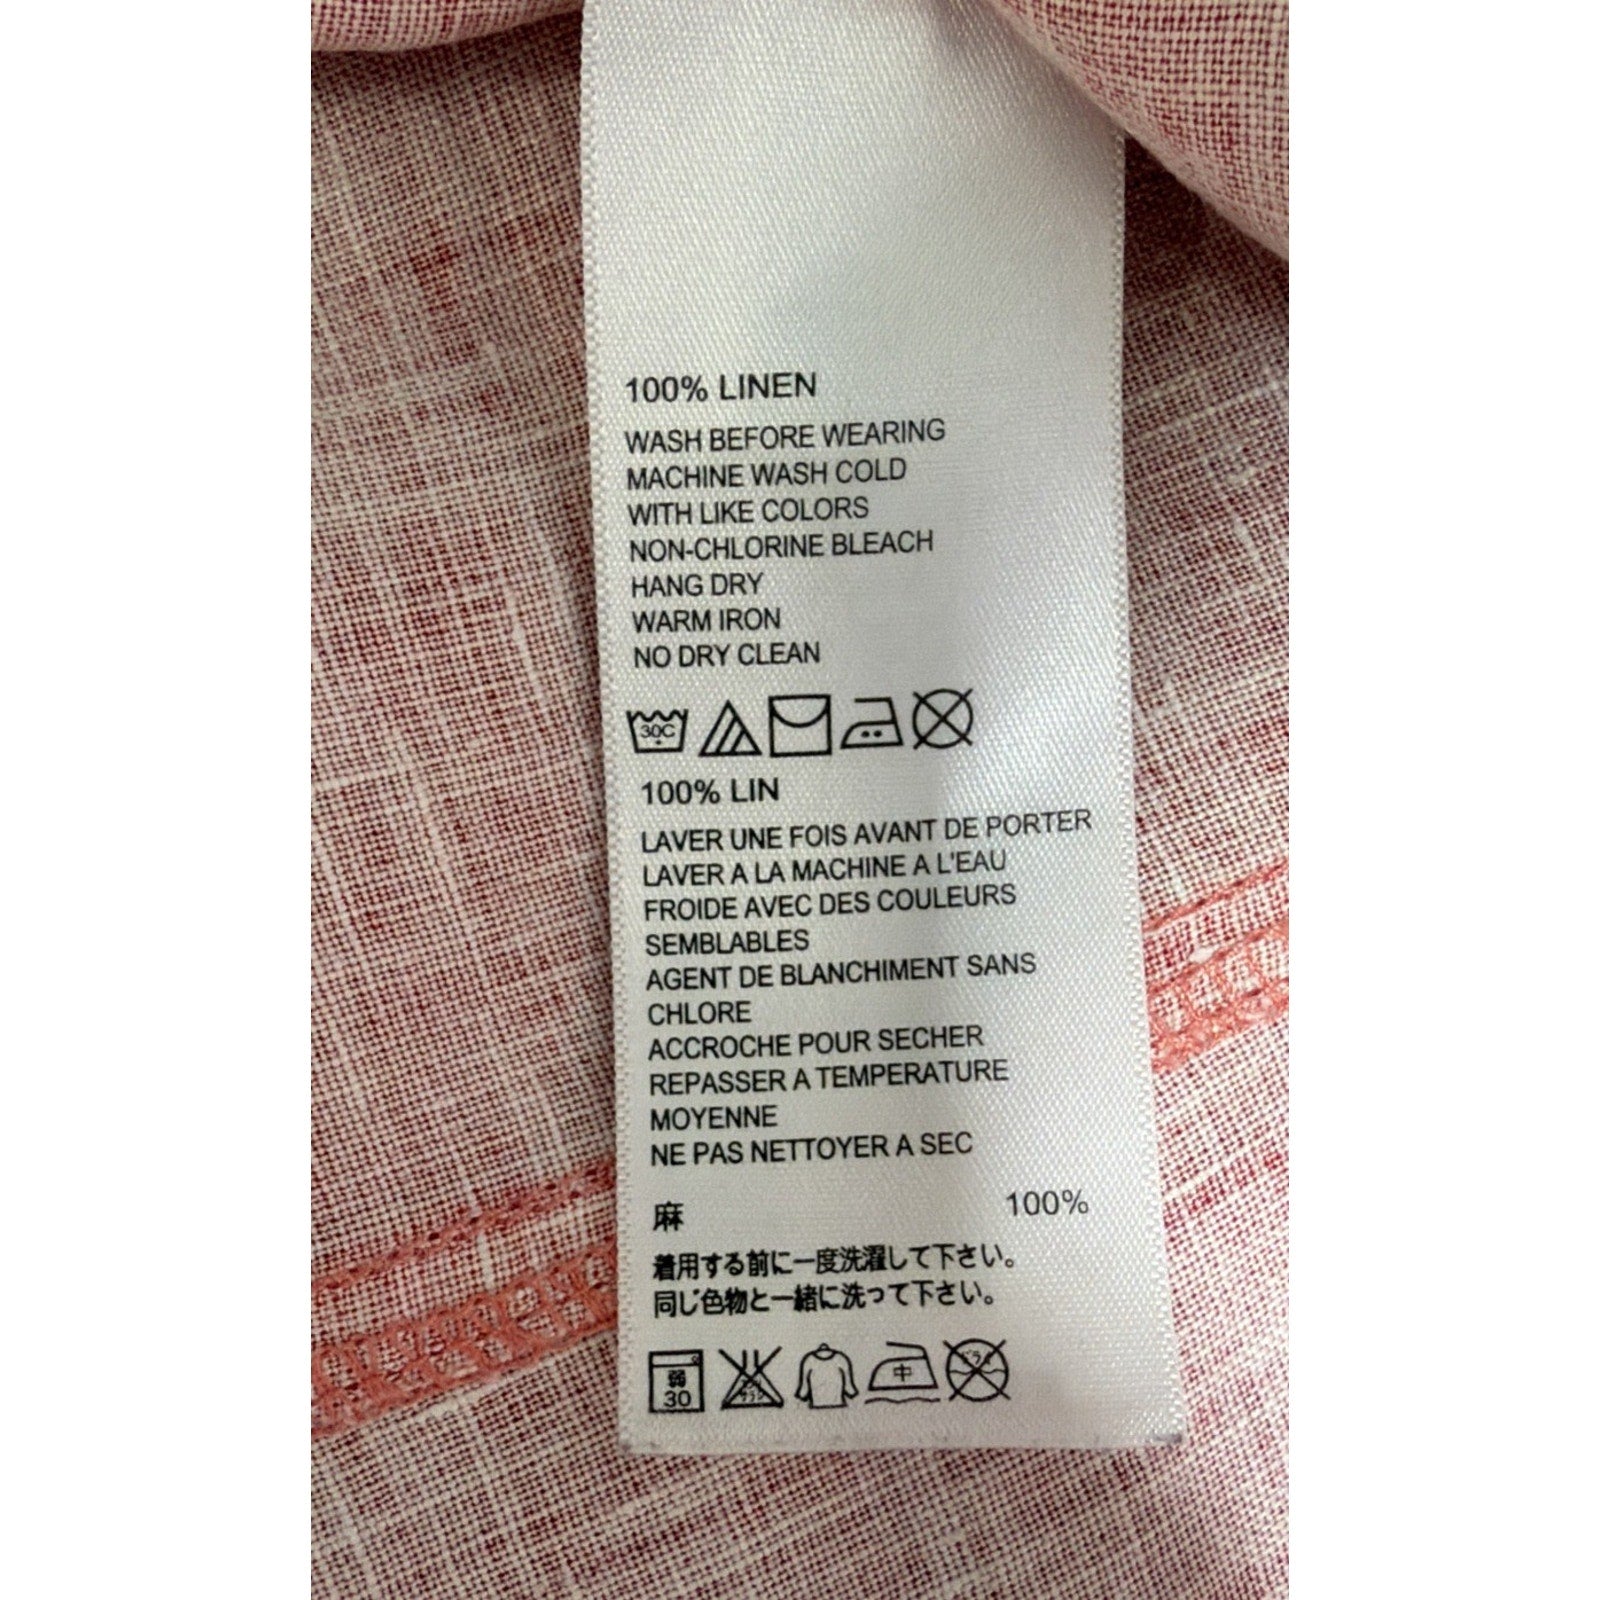 100% LINEN
WASH BEFORE WEARING
MACHINE WASH COLD
WITH LIKE COLORS
NON-CHLORINE BLEACH
HANG DRY
WARM IRON
NO DRY CLEAN
30C
100% LIN
LAVER UNE FOIS AVANT DE PORTER
LAVER A LA MACHINE A L'EAU
FROIDE AVEC DES COULEURS
SEMBLABLES
AGENT DE BLANCHIMENT SANS
CHLORE
ACCROCHE POUR SECHER
REPASSER A TEMPERATURE
MOYENNE
NE PAS NETTOYER A SEC
麻 100%
着用する前に一度洗濯して下さい。
同じ色物と一緒に洗って下さい。
弱 中 ドライ
30